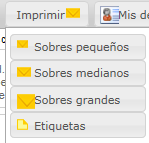 Imprimir
Mis de
Sobres pequeños
Sobres medianos
Sobres grandes
Etiquetas